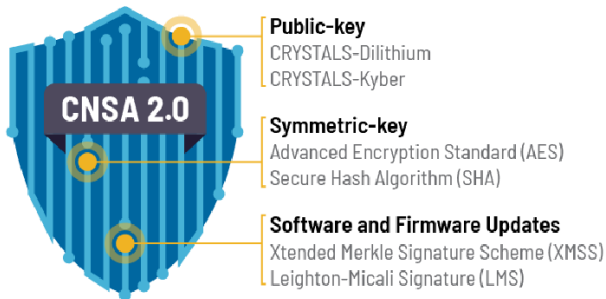 CNSA 2.0
Public-key
CRYSTALS-Dilithium
CRYSTALS-Kyber
Symmetric-key
Advanced Encryption Standard (AES)
Secure Hash Algorithm (SHA)
Software and Firmware Updates
Xtended Merkle Signature Scheme (XMSS)
Leighton-Micali Signature (LMS)